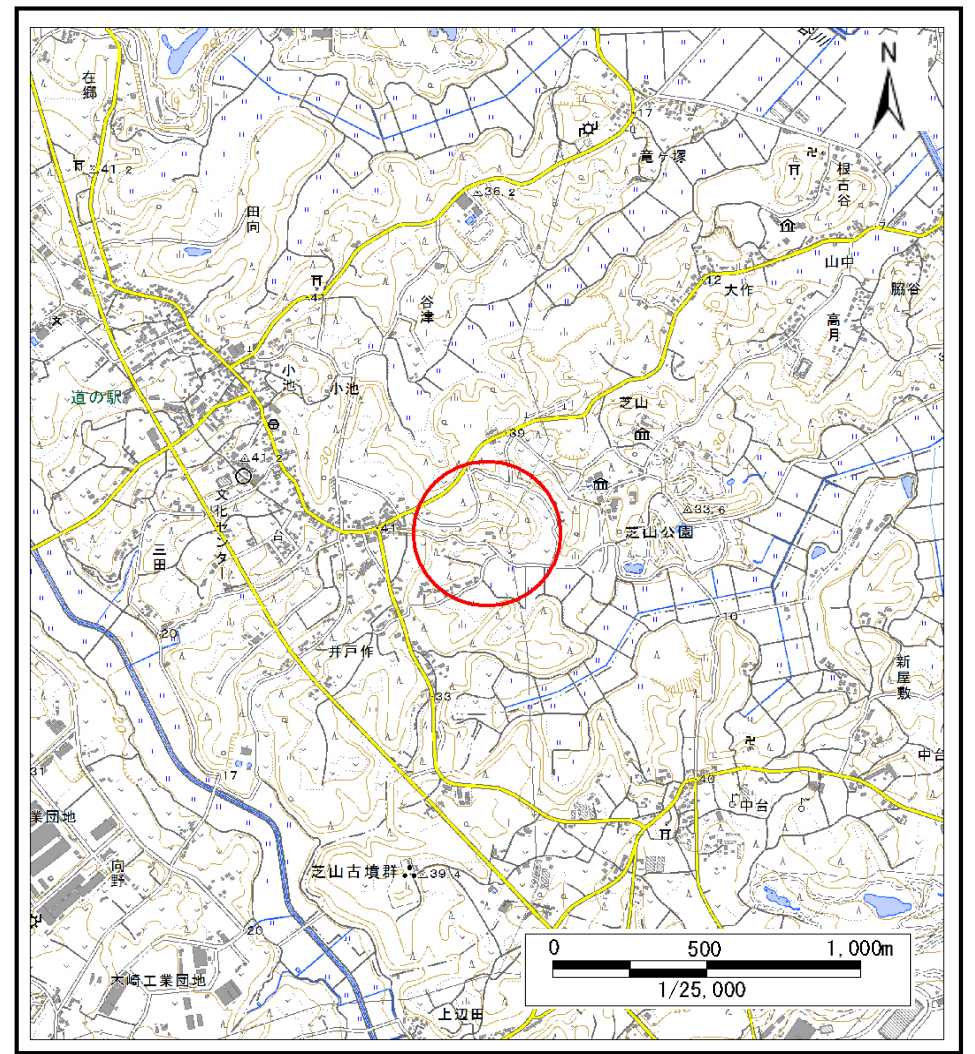 N
在郷
41.2
田向
36.2
17
竜ヶ塚
根古谷
7
山中
脇谷
12
大作
高月
谷津
小池
小池
道の駅
41.2
文化センター
三田
芝山
39
41
芝山公園
33.6
10
20
井戸作
33
新屋敷
17
31
40
中台
中台
業団地
向野
芝山古墳群
39.4
20
木崎工業団地
上辺田
0 500 1,000m
1/25,000